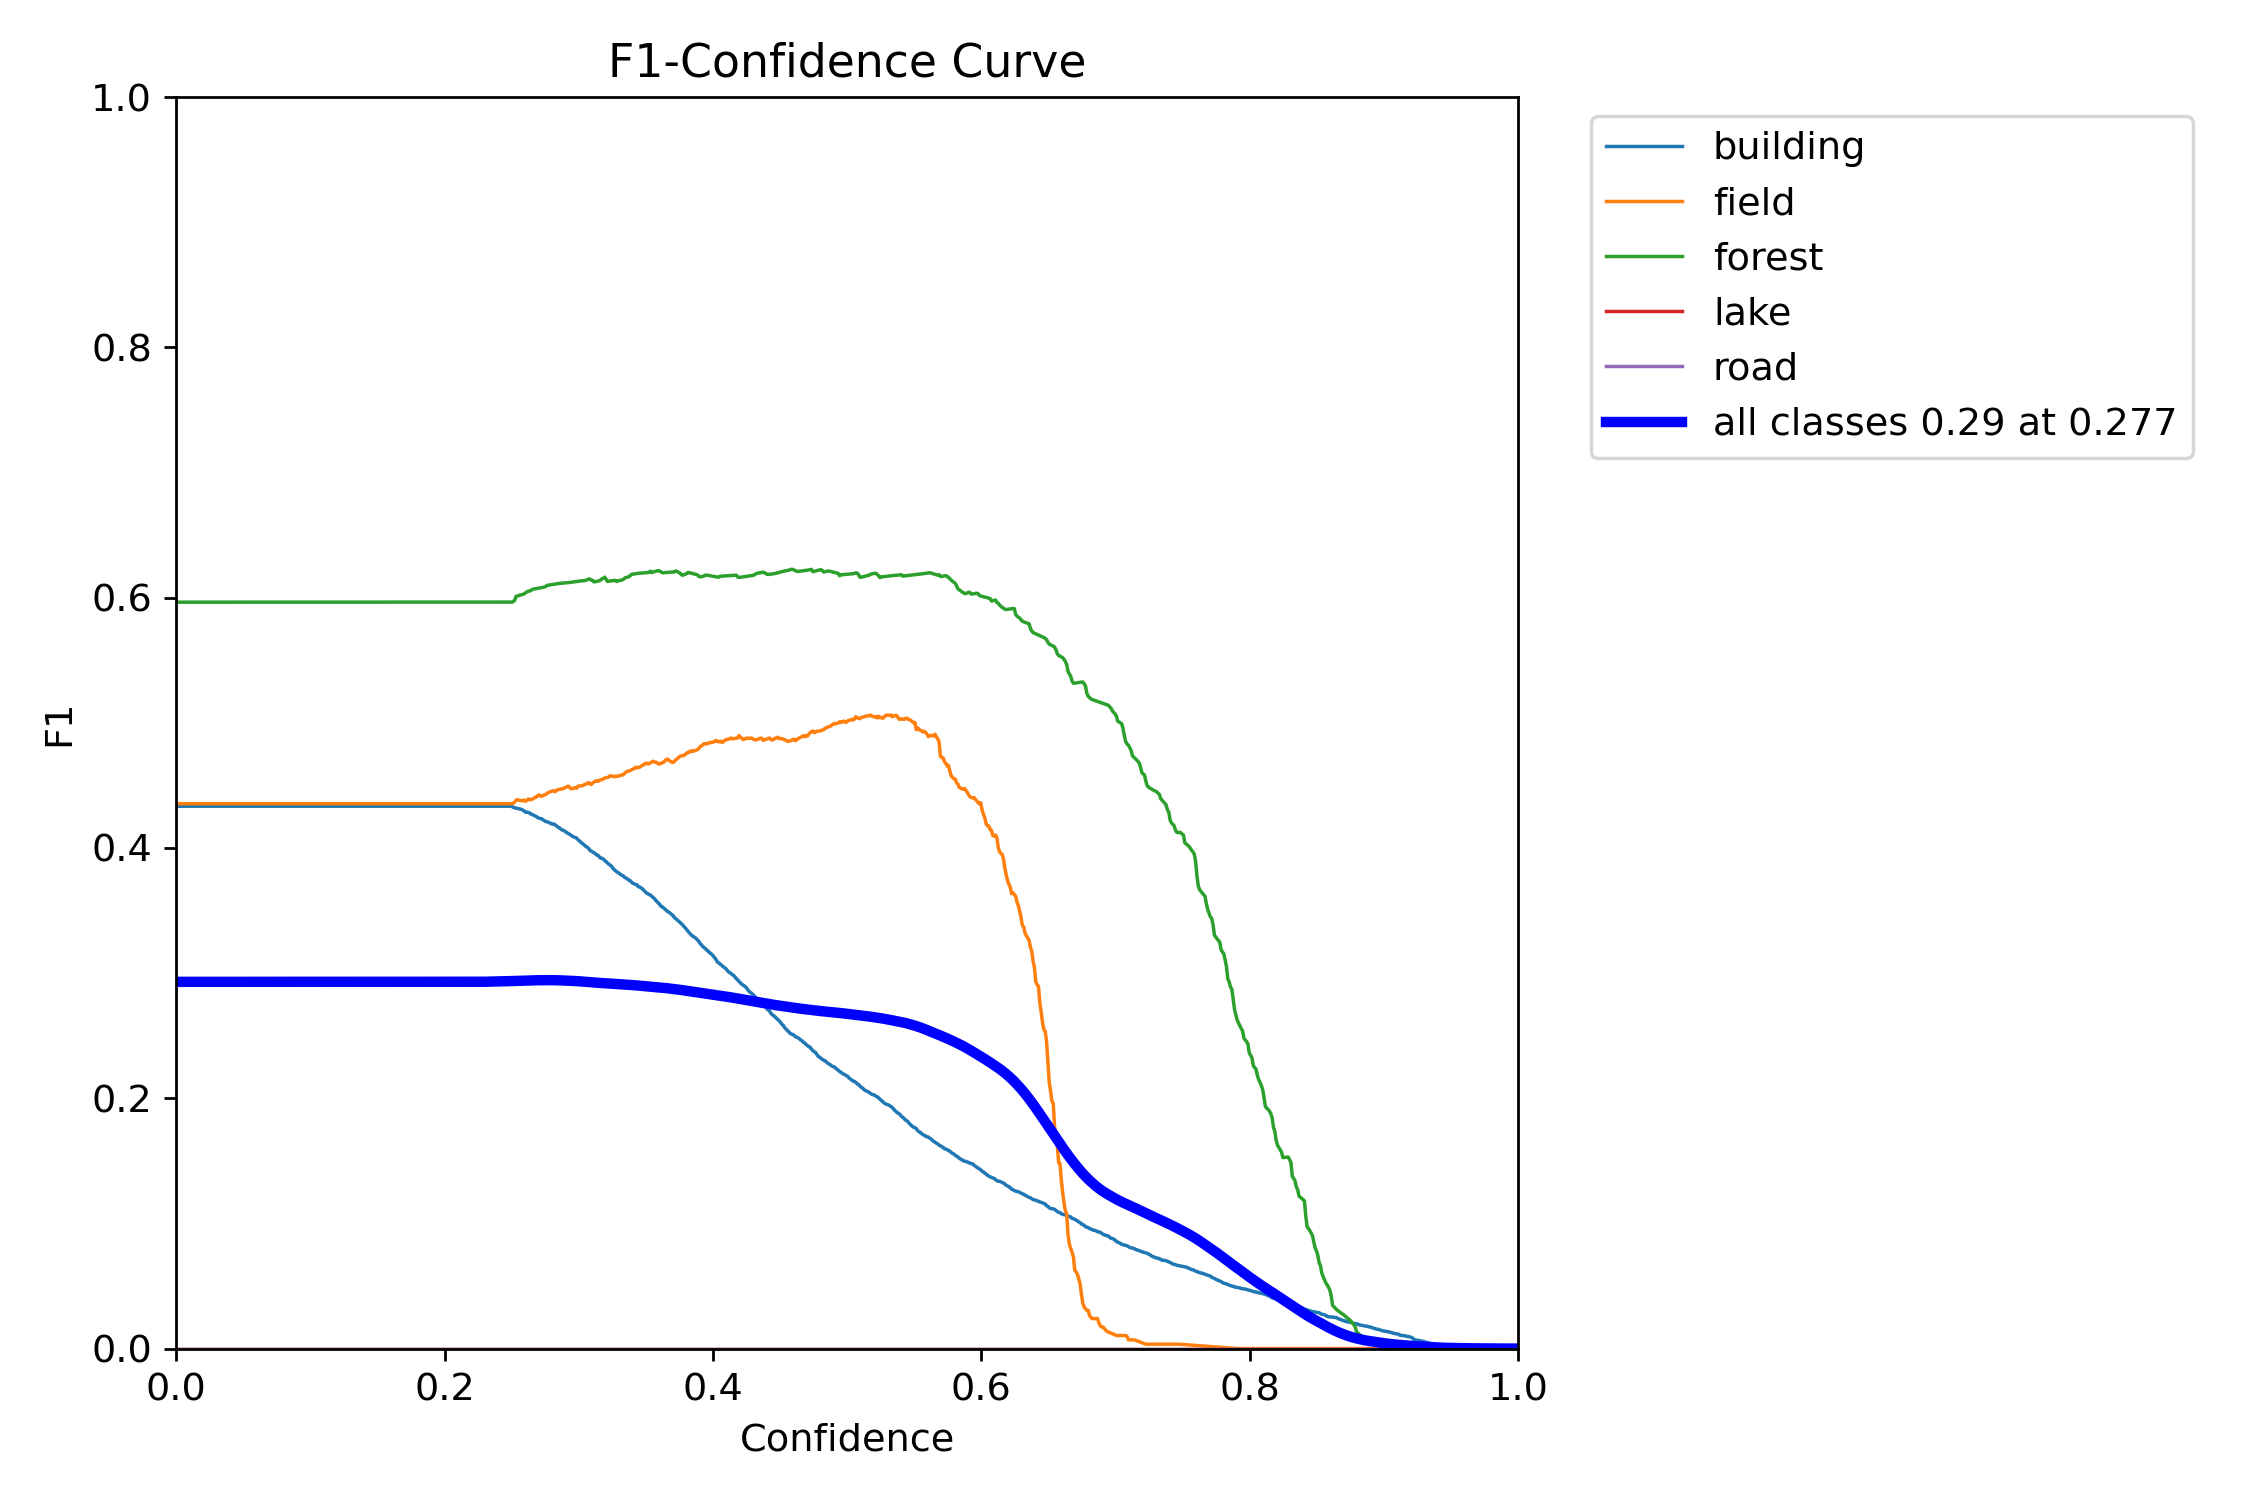 F1-Confidence Curve
1.0
0.8
0.6
0.4
0.2
0.0
F1
0.0 0.2 0.4 0.6 0.8 1.0
Confidence
building
field
forest
lake
road
all classes 0.29 at 0.277